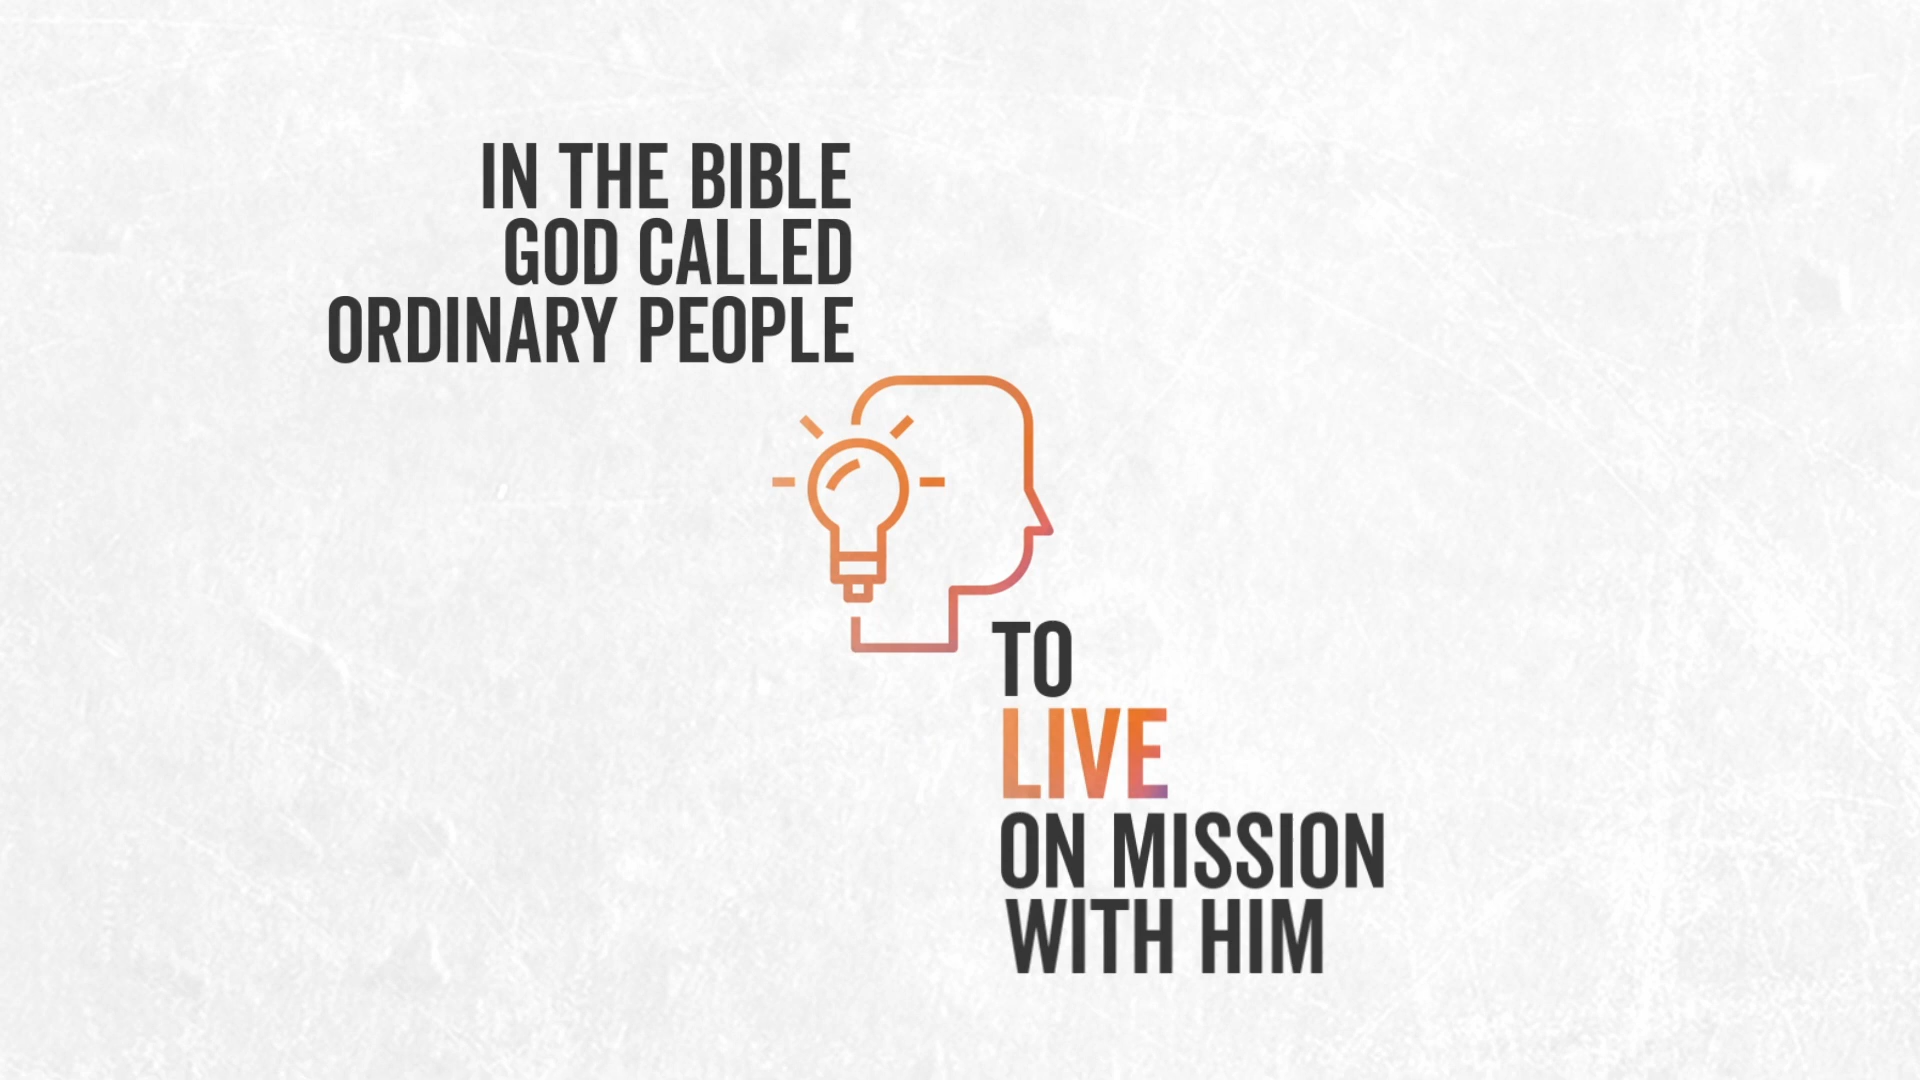 IN THE BIBLE
GOD CALLED
ORDINARY PEOPLE
TO
LIVE
ON MISSION
WITH HIM